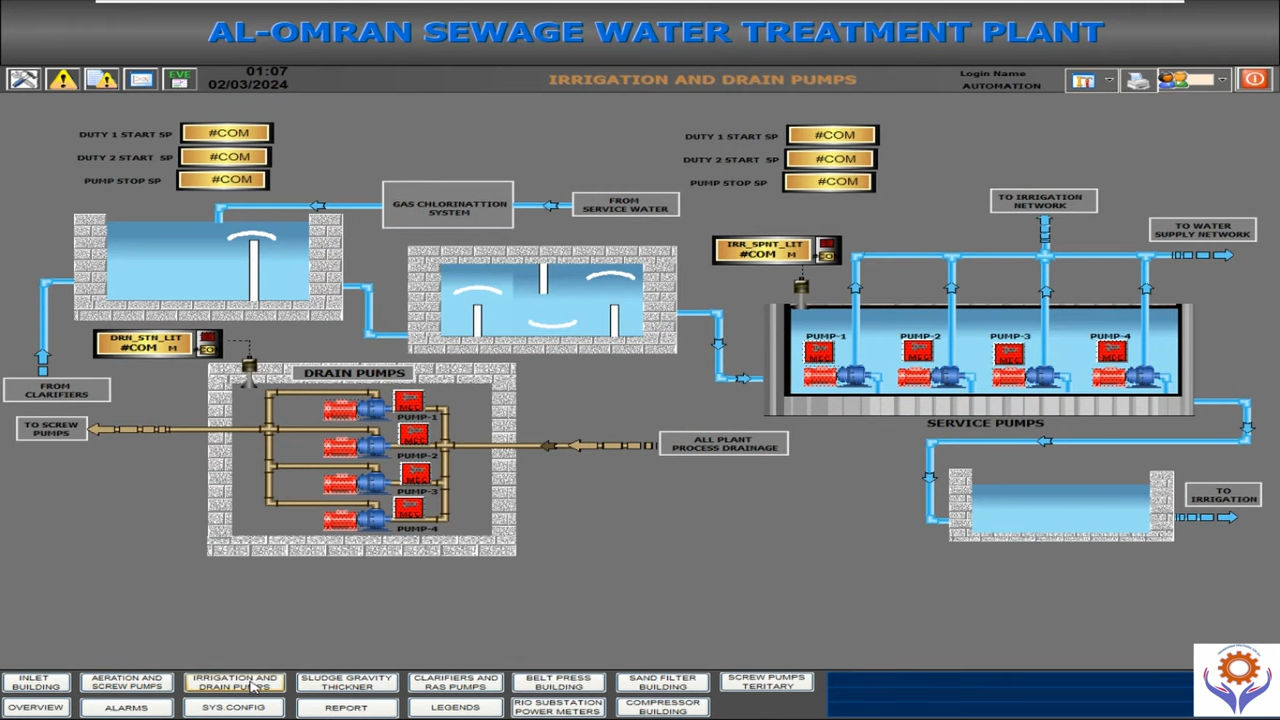 AL-OMRAN SEWAGE WATER TREATMENT PLANT
EVE
01:07
02/03/2024
IRRIGATION AND DRAIN PUMPS
Login Name
AUTOMATION
DUTY 1 START SP
#COM
DUTY 2 START SP
#COM
PUMP STOP SP
#COM
DUTY 1 START SP
#COM
DUTY 2 START SP
#COM
PUMP STOP SP
#COM
GAS CHLORINATTION
SYSTEM
FROM
SERVICE WATER
TO IRRIGATION
NETWORK
TO WATER
SUPPLY NETWORK
IRR_SPNT_LIT
#COM M
DRN_STN_LIT
#COM M
PUMP-1
PUMP-2
PUMP-3
PUMP-4
FROM
CLARIFIERS
TO SCREW
PUMPS
DRAIN PUMPS
PUMP-1
PUMP-2
PUMP-3
PUMP-4
ALL PLANT
PROCESS DRAINAGE
SERVICE PUMPS
TO
IRRIGATION
INLET
BUILDING
AERATION AND
SCREW PUMPS
IRRIGATION AND
DRAIN PUMPS
SLUDGE GRAVITY
THICKNER
CLARIFIERS AND
RAS PUMPS
BELT PRESS
BUILDING
SAND FILTER
BUILDING
SCREW PUMPS
TERITARY
OVERVIEW
ALARMS
SYS.CONFIG
REPORT
LEGENDS
RIO SUBSTATION
POWER METERS
COMPRESSOR
BUILDING